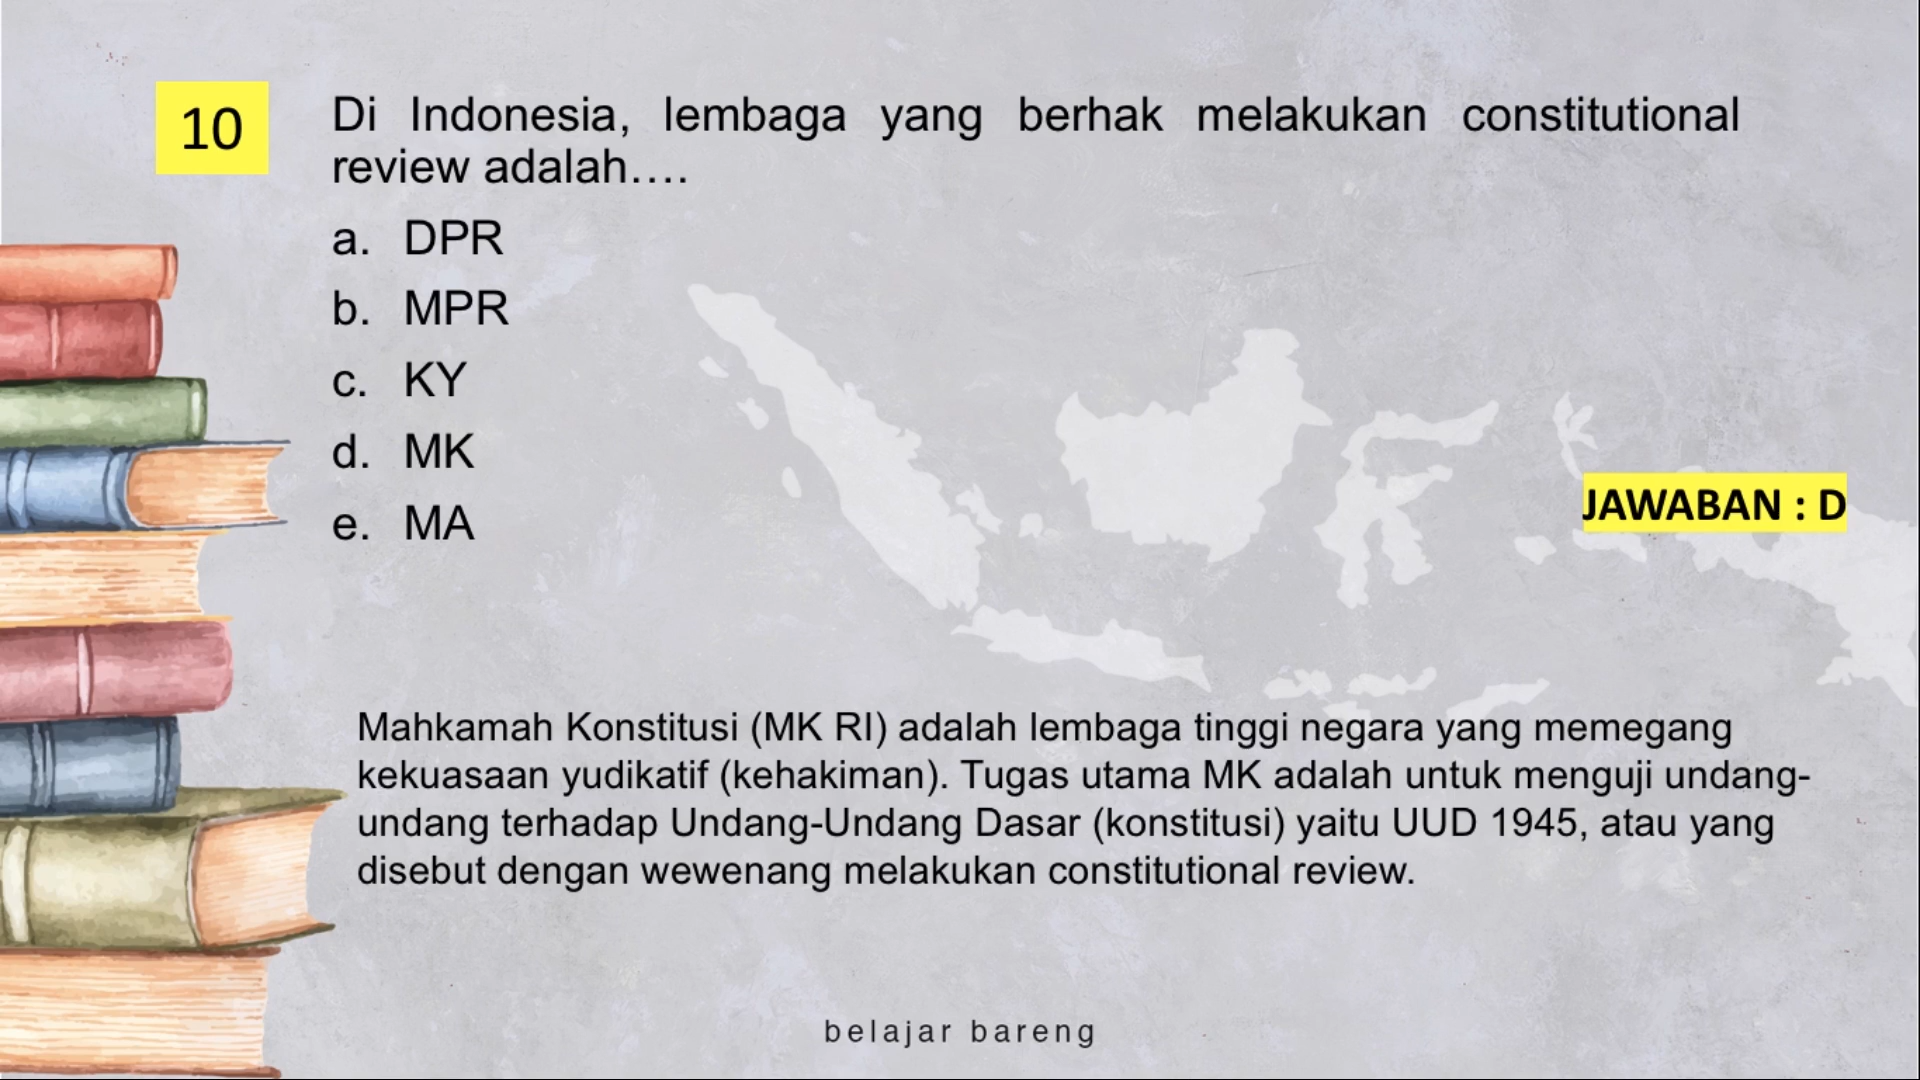 10
Di Indonesia, lembaga yang berhak melakukan constitutional
review adalah….
a. DPR
b. MPR
c. KY
d. MK
e. MA
JAWABAN : D
Mahkamah Konstitusi (MK RI) adalah lembaga tinggi negara yang memegang
kekuasaan yudikatif (kehakiman). Tugas utama MK adalah untuk menguji undang-
undang terhadap Undang-Undang Dasar (konstitusi) yaitu UUD 1945, atau yang
disebut dengan wewenang melakukan constitutional review.
belajar bareng